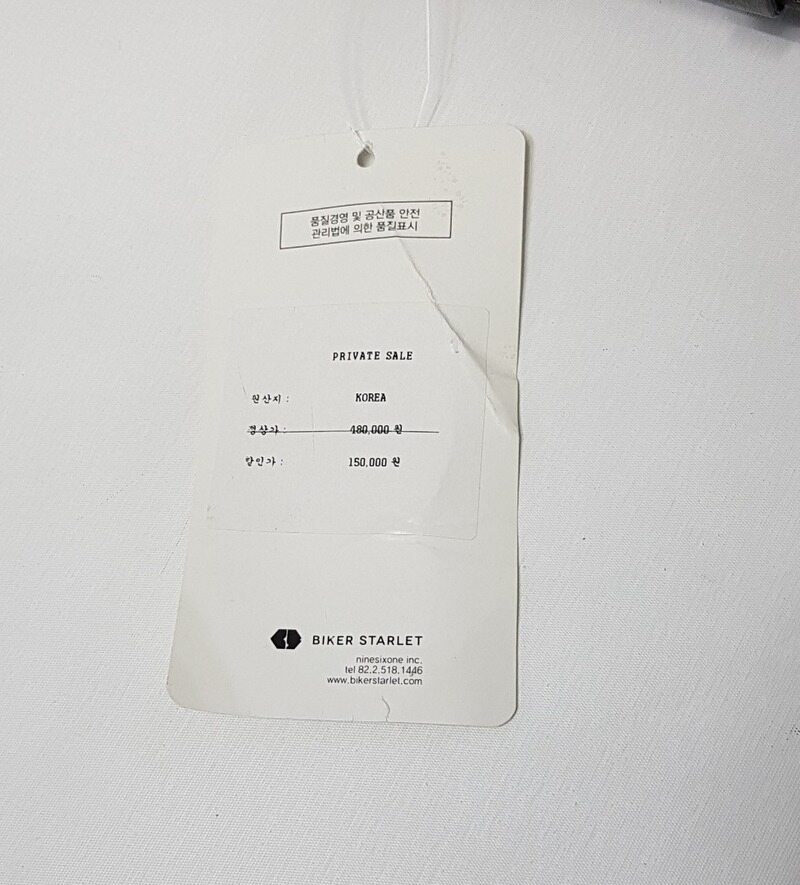 품질경영 및 공산품 안전
관리법에 의한 품질표시
PRIVATE SALE
원산지 : KOREA
정상가 : 480,000 원
할인가 : 150,000 원
BIKER STARLET
ninesixone inc.
tel 82.2.518.1446
www.bikerstarlet.com